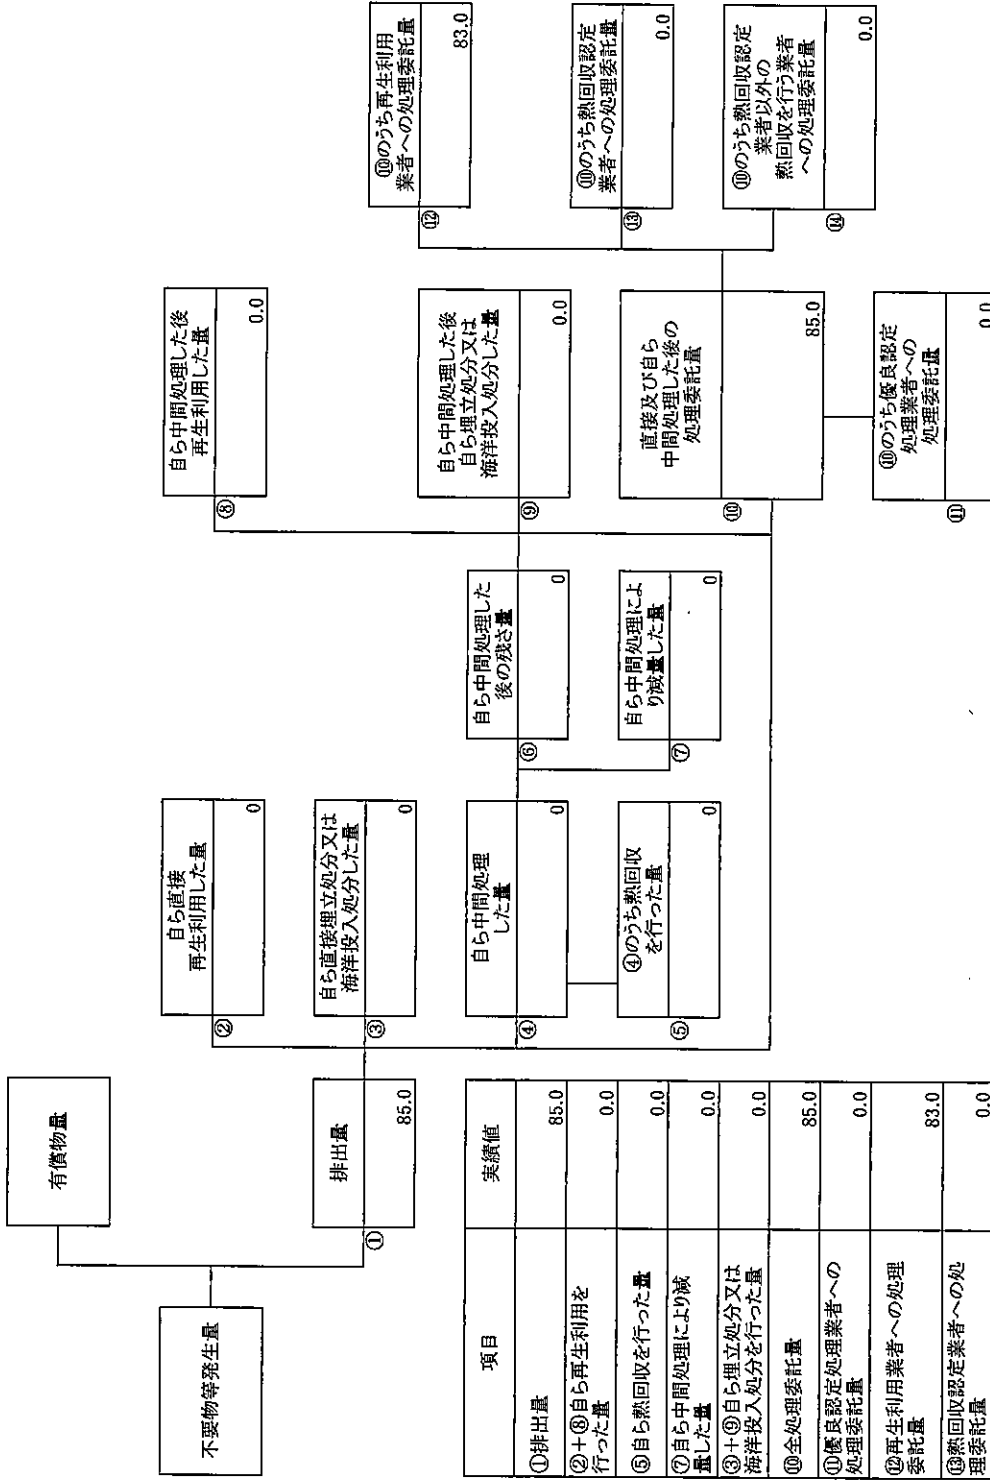 不要物等発生量
有償物量
①
排出量
85.0
②
自ら直接
再生利用した量
0
③
自ら直接埋立処分又は
海洋投入処分した量
0
④
自ら中間処理
した量
0
⑤
④のうち熱回収
を行った量
0
⑥
自ら中間処理した
後の残さ量
0
⑦
自ら中間処理によ
り減量した量
0
⑧
自ら中間処理した後
再生利用した量
0.0
⑨
自ら中間処理した後
自ら埋立処分又は
海洋投入処分した量
0.0
⑩
直接及び自ら
中間処理した後の
処理委託量
85.0
⑪
⑩のうち優良認定
処理業者への
処理委託量
0.0
⑫
⑩のうち再生利用
業者への処理委託量
83.0
⑬
⑩のうち熱回収認定
業者への処理委託量
0.0
⑭
⑩のうち熱回収認定
業者以外の
熱回収を行う業者
への処理委託量
0.0
項目 実績値
①排出量 85.0
②+⑧自ら再生利用を
行った量 0.0
⑤自ら熱回収を行った量 0.0
⑦自ら中間処理により減
量した量 0.0
③+⑨自ら埋立処分又は
海洋投入処分を行った量 0.0
⑩全処理委託量 85.0
⑪優良認定処理業者への
処理委託量 0.0
⑫再生利用業者への処理
委託量 83.0
⑬熱回収認定業者への処
理委託量 0.0